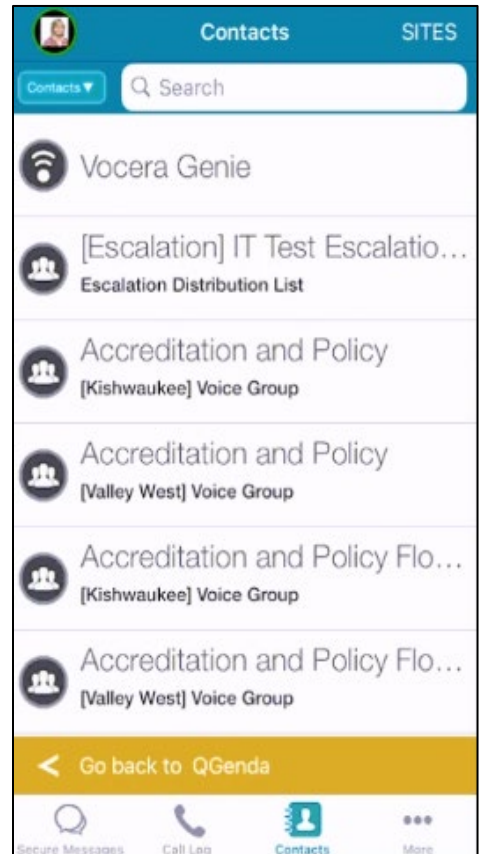 Contacts SITES
Contacts▼ Search
Vocera Genie
[Escalation] IT Test Escalatio...
Escalation Distribution List
Accreditation and Policy
[Kishwaukee] Voice Group
Accreditation and Policy
[Valley West] Voice Group
Accreditation and Policy Flo...
[Kishwaukee] Voice Group
Accreditation and Policy Flo...
[Valley West] Voice Group
< Go back to QGenda
Secure Messages Call Log Contacts More